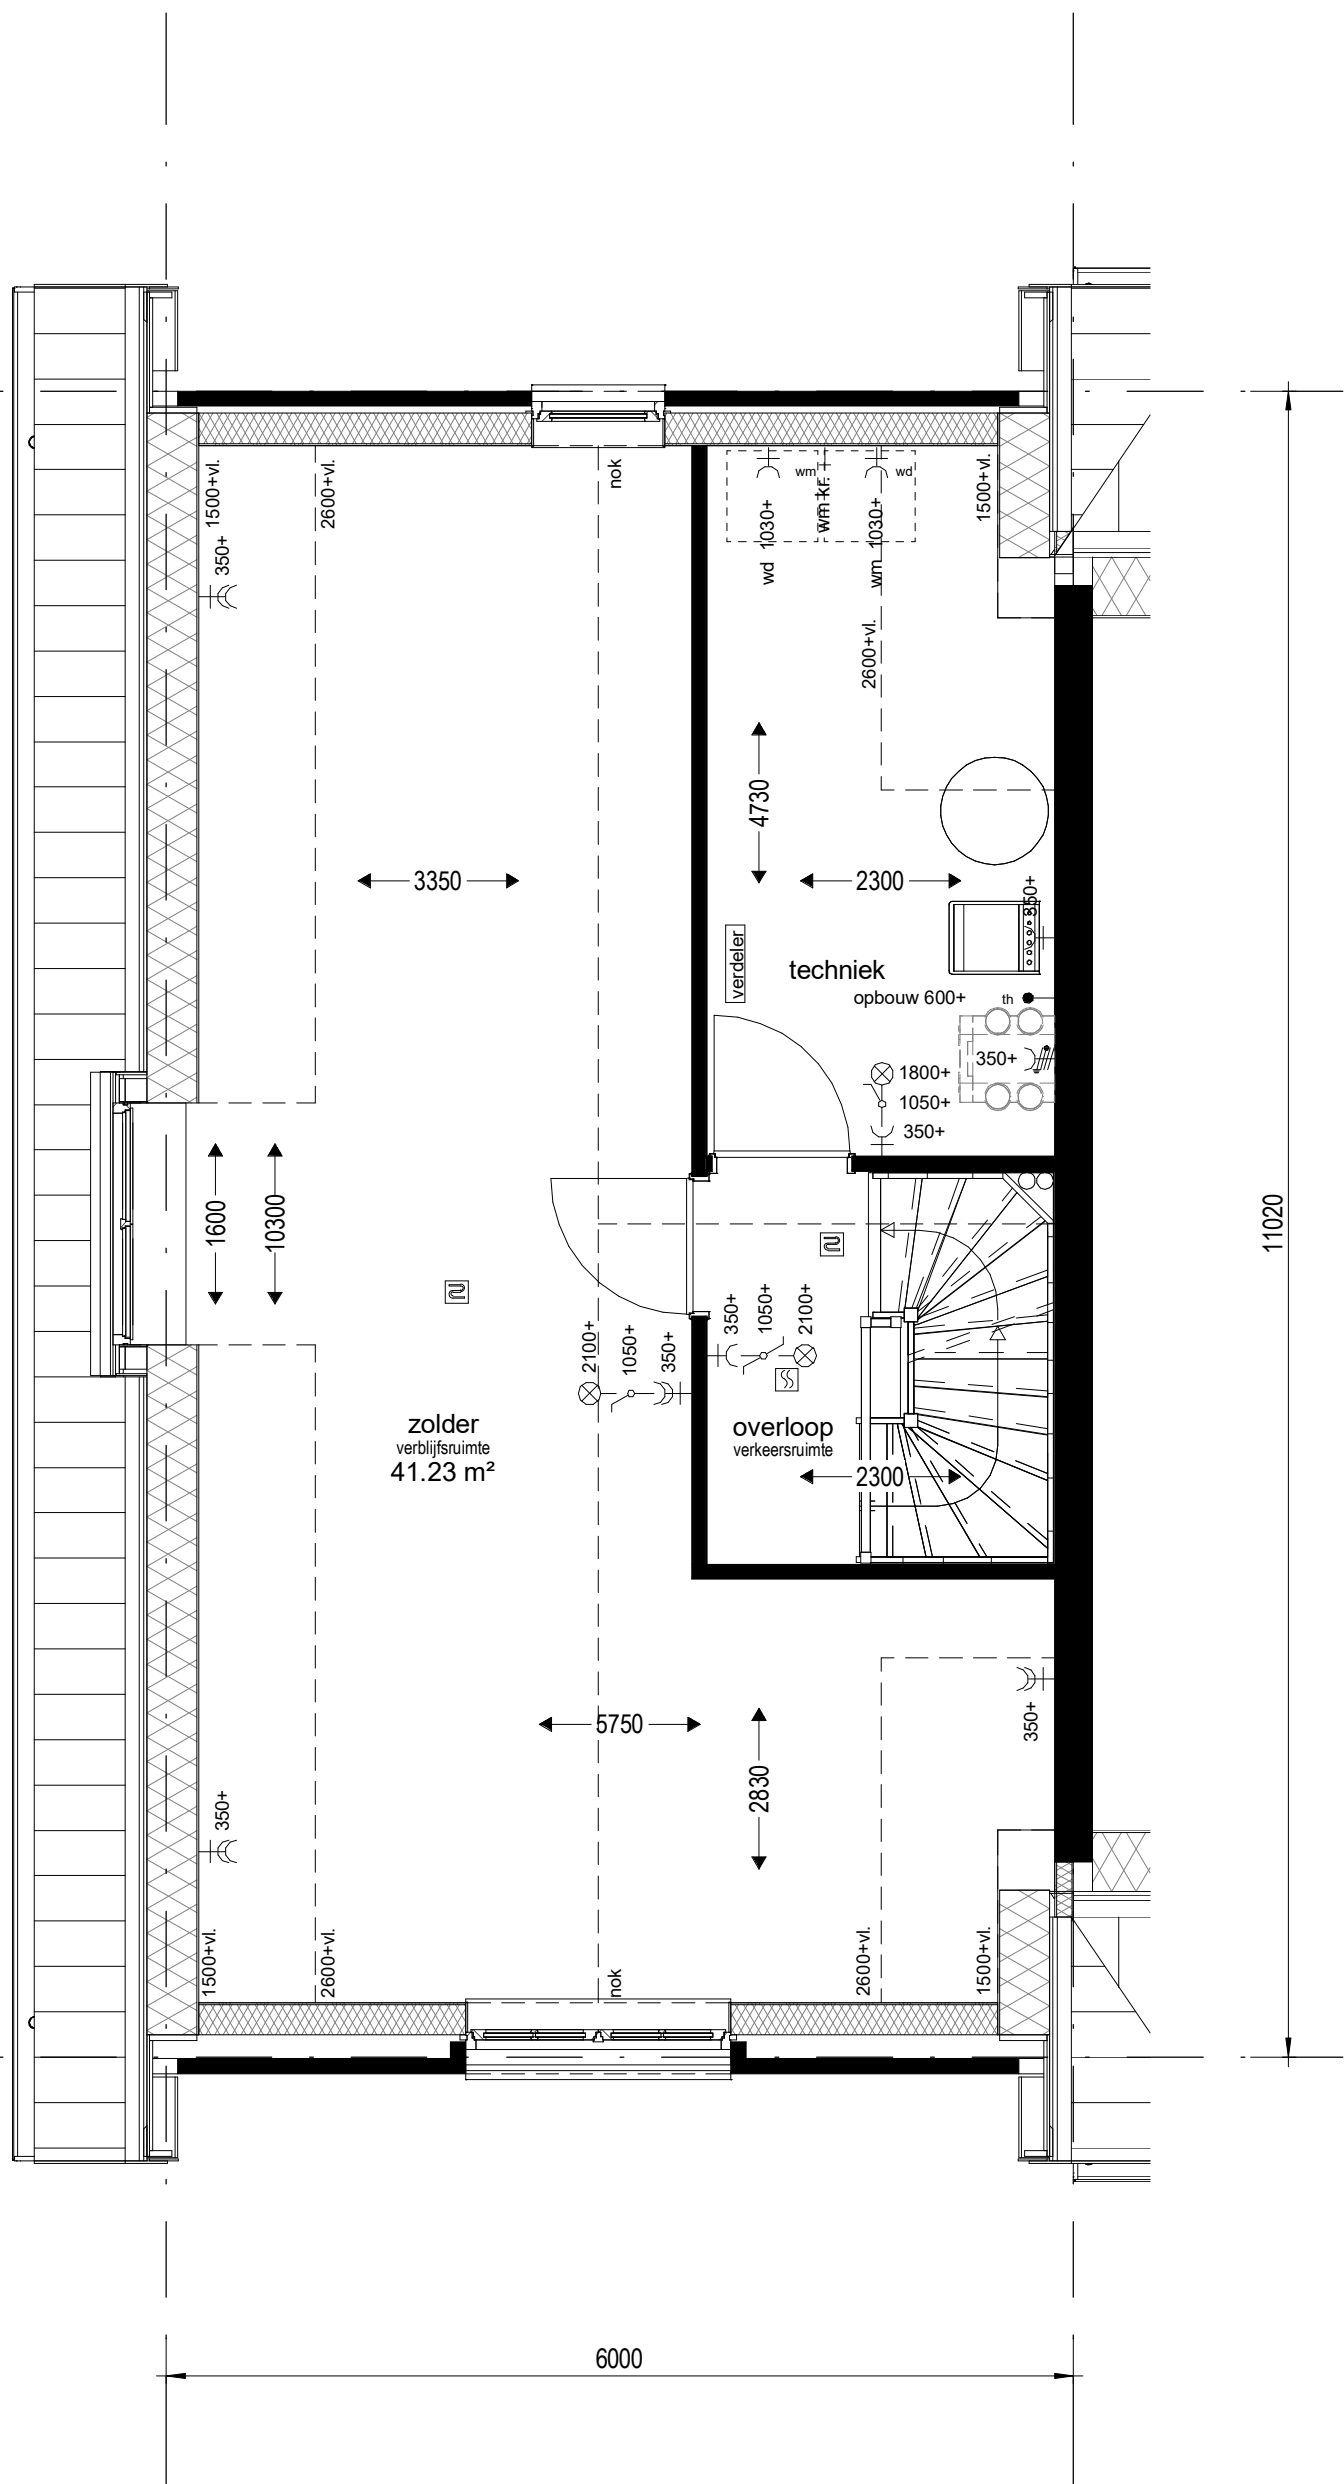 1500+vl.
350+
2600+vl.
nok
wm
wd
wd 1030+
wm kr.
wm 1030+
1500+vl.
2600+vl.
4730
3350
2300
350+
verdeler
techniek
opbouw 600+
th
350+
1800+
1050+
350+
1600
10300
11020
350+
1050+
2100+
2100+
1050+
350+
zolder
verblijfsruimte
41.23 m²
overloop
verkeersruimte
2300
5750
2830
350+
350+
1500+vl.
2600+vl.
nok
2600+vl.
1500+vl.
6000